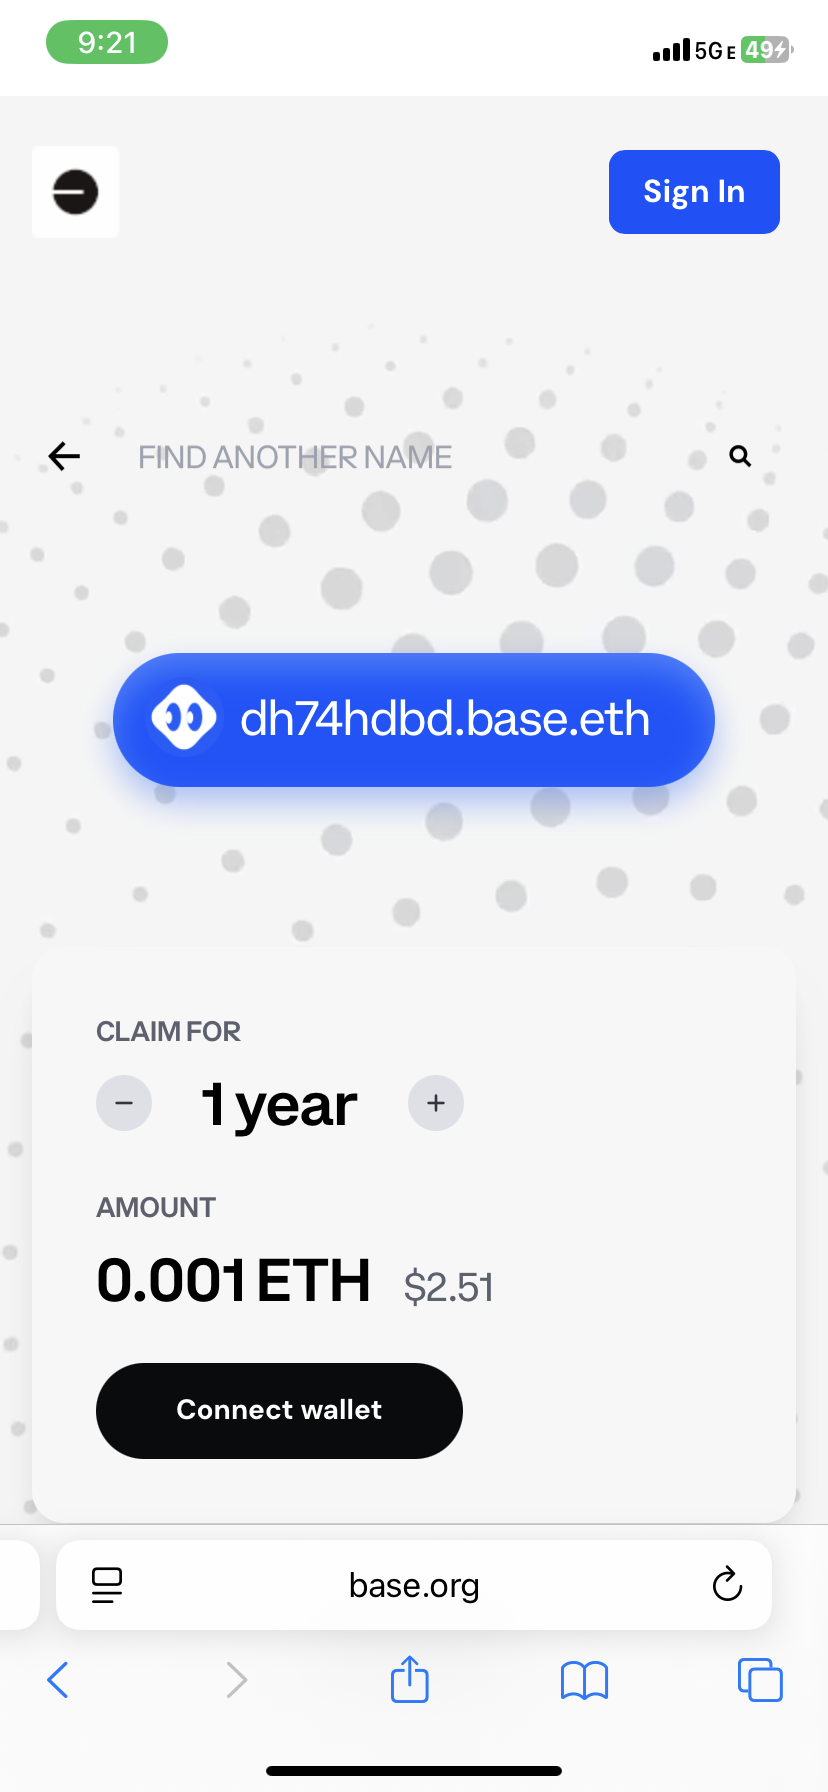 9:21
5G E 49
Sign In
FIND ANOTHER NAME
dh74hdbd.base.eth
CLAIM FOR
− 1 year +
AMOUNT
0.001 ETH $2.51
Connect wallet
base.org